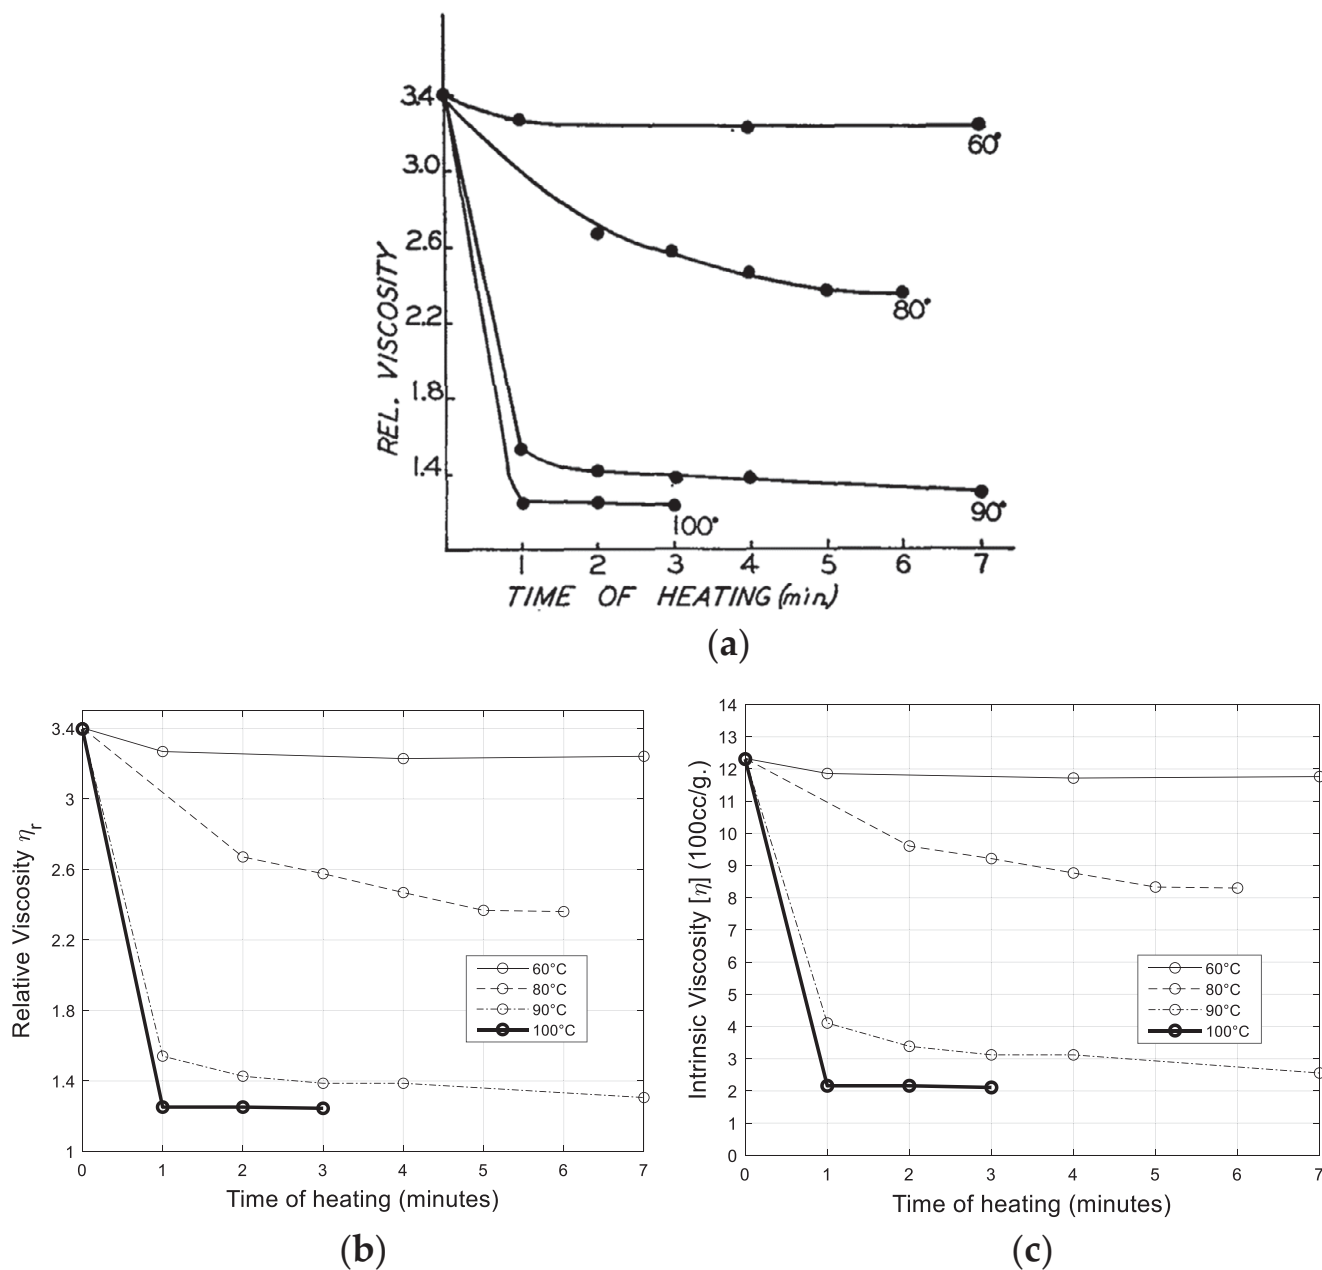 3.4
3.0
2.6
2.2
1.8
1.4
REL. VISCOSITY
60°
80°
90°
100°
1 2 3 4 5 6 7
TIME OF HEATING (min.)
(a)
3.4
3
2.6
2.2
1.8
1.4
1
Relative Viscosity ηr
60°C
80°C
90°C
100°C
0 1 2 3 4 5 6 7
Time of heating (minutes)
(b)
14
13
12
11
10
9
8
7
6
5
4
3
2
1
0
Intrinsic Viscosity [η] (100cc/g.)
60°C
80°C
90°C
100°C
0 1 2 3 4 5 6 7
Time of heating (minutes)
(c)